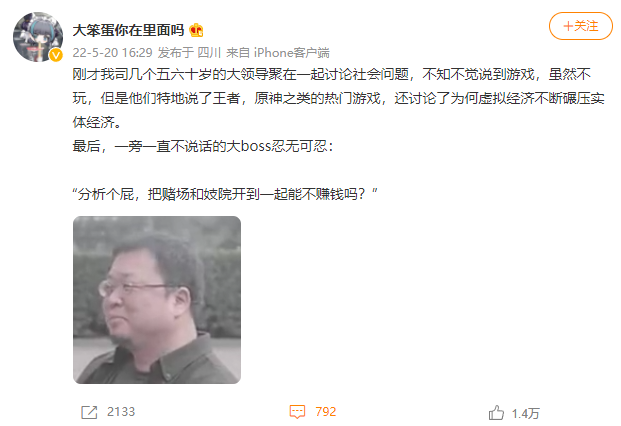 大笨蛋你在里面吗
+关注
22-5-20 16:29 发布于 四川 来自 iPhone客户端
刚才我司几个五六十岁的大领导聚在一起讨论社会问题，不知不觉说到游戏，虽然不
玩，但是他们特地说了王者，原神之类的热门游戏，还讨论了为何虚拟经济不断碾压实
体经济。
最后，一旁一直不说话的大boss忍无可忍：
“分析个屁，把赌场和妓院开到一起能不赚钱吗？”
2133
792
1.4万